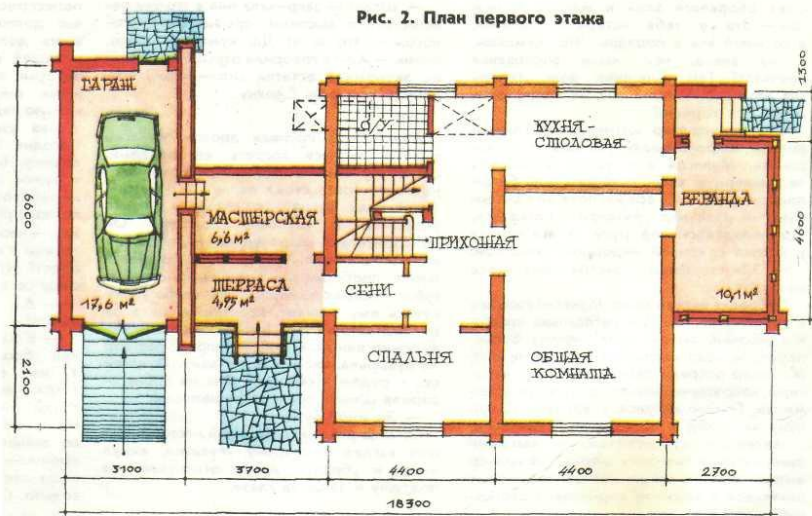 Рис. 2. План первого этажа
ГАРАЖ
С/У
КУХНЯ-
СТОЛОВАЯ
1300
6600
МАСТЕРСКАЯ
6,6 м²
ВЕРАНДА
4600
ПРИХОЖАЯ
ТЕРРАСА
4,95 м²
СЕНИ
17,6 м²
10,1 м²
2100
СПАЛЬНЯ
ОБЩАЯ
КОМНАТА
3100
3700
4400
4400
2700
18300